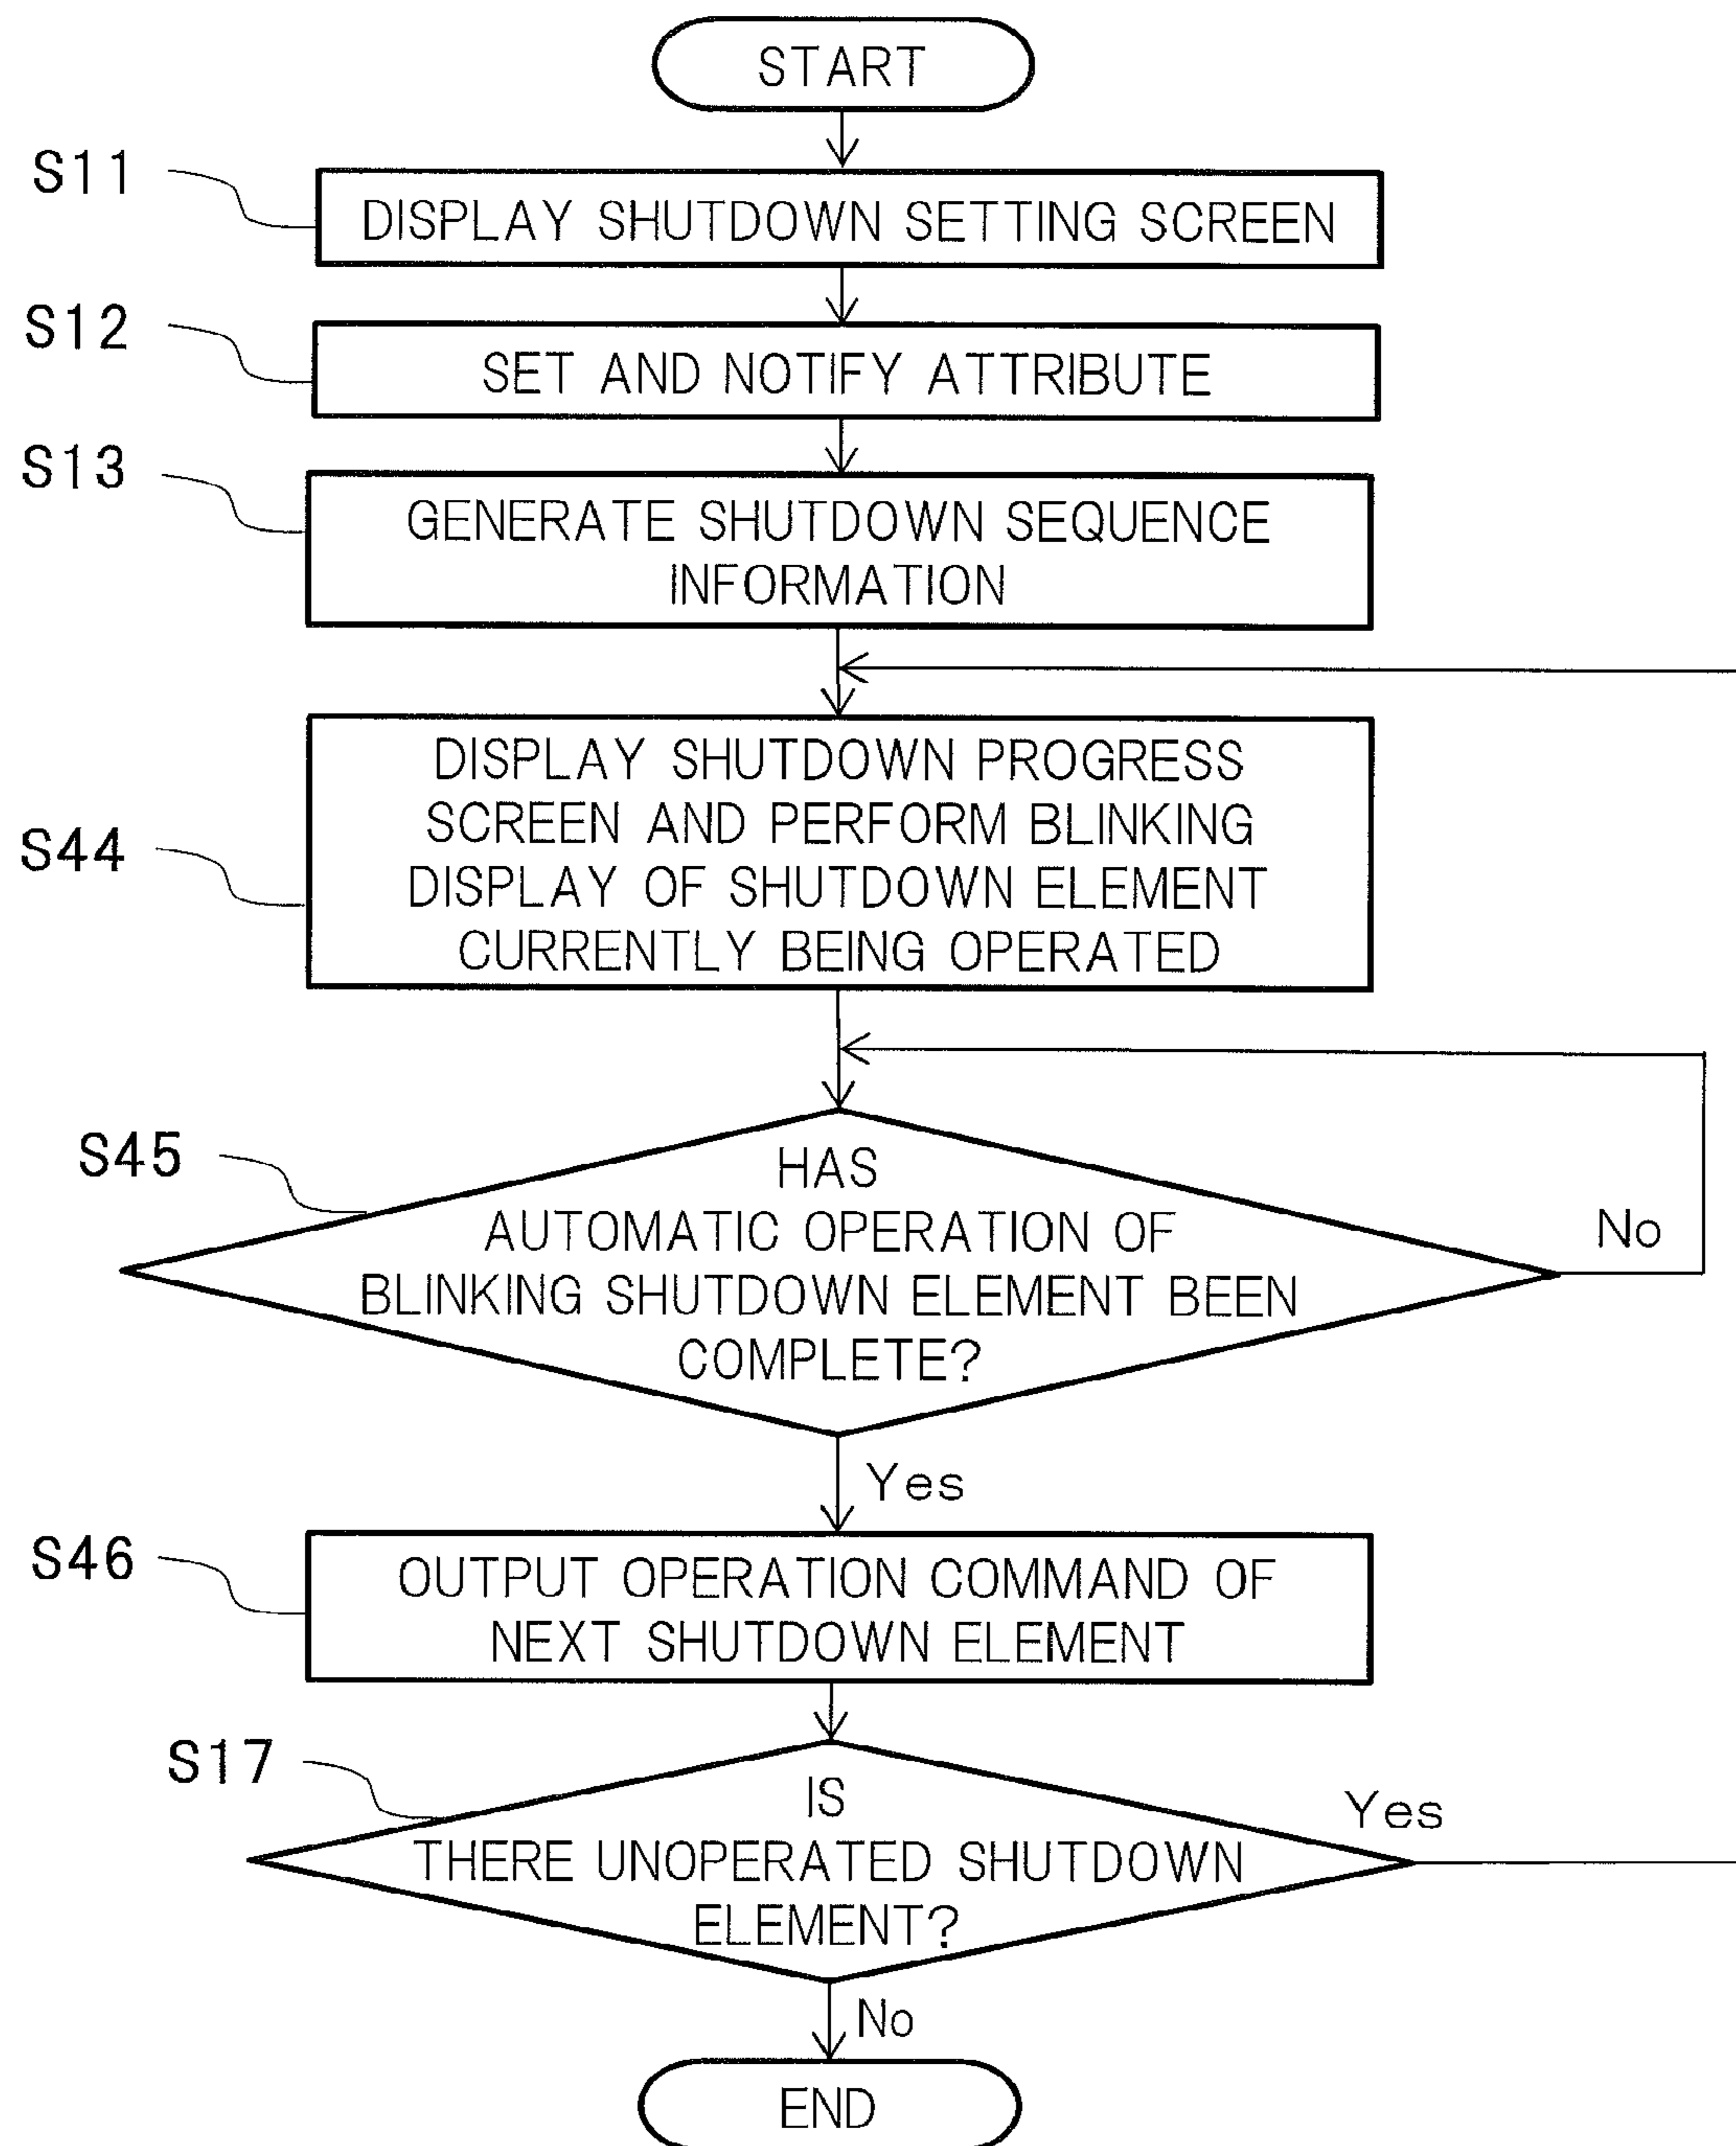 START
S11
DISPLAY SHUTDOWN SETTING SCREEN
S12
SET AND NOTIFY ATTRIBUTE
S13
GENERATE SHUTDOWN SEQUENCE
INFORMATION
S44
DISPLAY SHUTDOWN PROGRESS
SCREEN AND PERFORM BLINKING
DISPLAY OF SHUTDOWN ELEMENT
CURRENTLY BEING OPERATED
S45
HAS
AUTOMATIC OPERATION OF
BLINKING SHUTDOWN ELEMENT BEEN
COMPLETE?
No
Yes
S46
OUTPUT OPERATION COMMAND OF
NEXT SHUTDOWN ELEMENT
S17
IS
THERE UNOPERATED SHUTDOWN
ELEMENT?
Yes
No
END